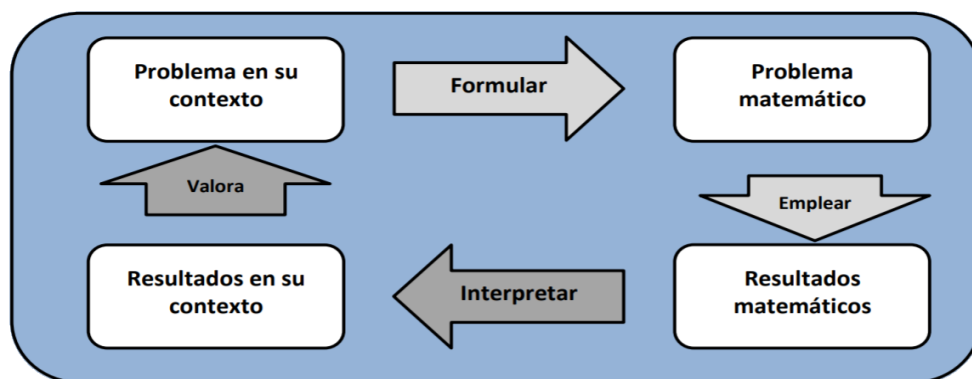 Problema en su
contexto
Formular
Problema
matemático
Valora
Emplear
Resultados en su
contexto
Interpretar
Resultados
matemáticos